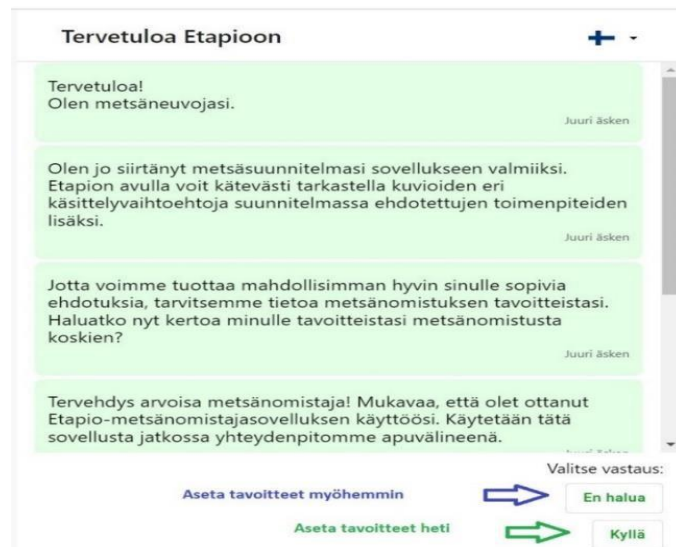 Tervetuloa Etapioon
Tervetuloa!
Olen metsäneuvojasi.
Juuri äsken
Olen jo siirtänyt metsäsuunnitelmasi sovellukseen valmiiksi.
Etapion avulla voit kätevästi tarkastella kuvioiden eri
käsittelyvaihtoehtoja suunnitelmassa ehdotettujen toimenpiteiden
lisäksi.
Juuri äsken
Jotta voimme tuottaa mahdollisimman hyvin sinulle sopivia
ehdotuksia, tarvitsemme tietoa metsänomistuksen tavoitteistasi.
Haluatko nyt kertoa minulle tavoitteistasi metsänomistusta
koskien?
Juuri äsken
Tervehdys arvoisa metsänomistaja! Mukavaa, että olet ottanut
Etapio-metsänomistajasovelluksen käyttöösi. Käytetään tätä
sovellusta jatkossa yhteydenpitomme apuvälineenä.
Valitse vastaus:
Aseta tavoitteet myöhemmin
En halua
Aseta tavoitteet heti
Kyllä